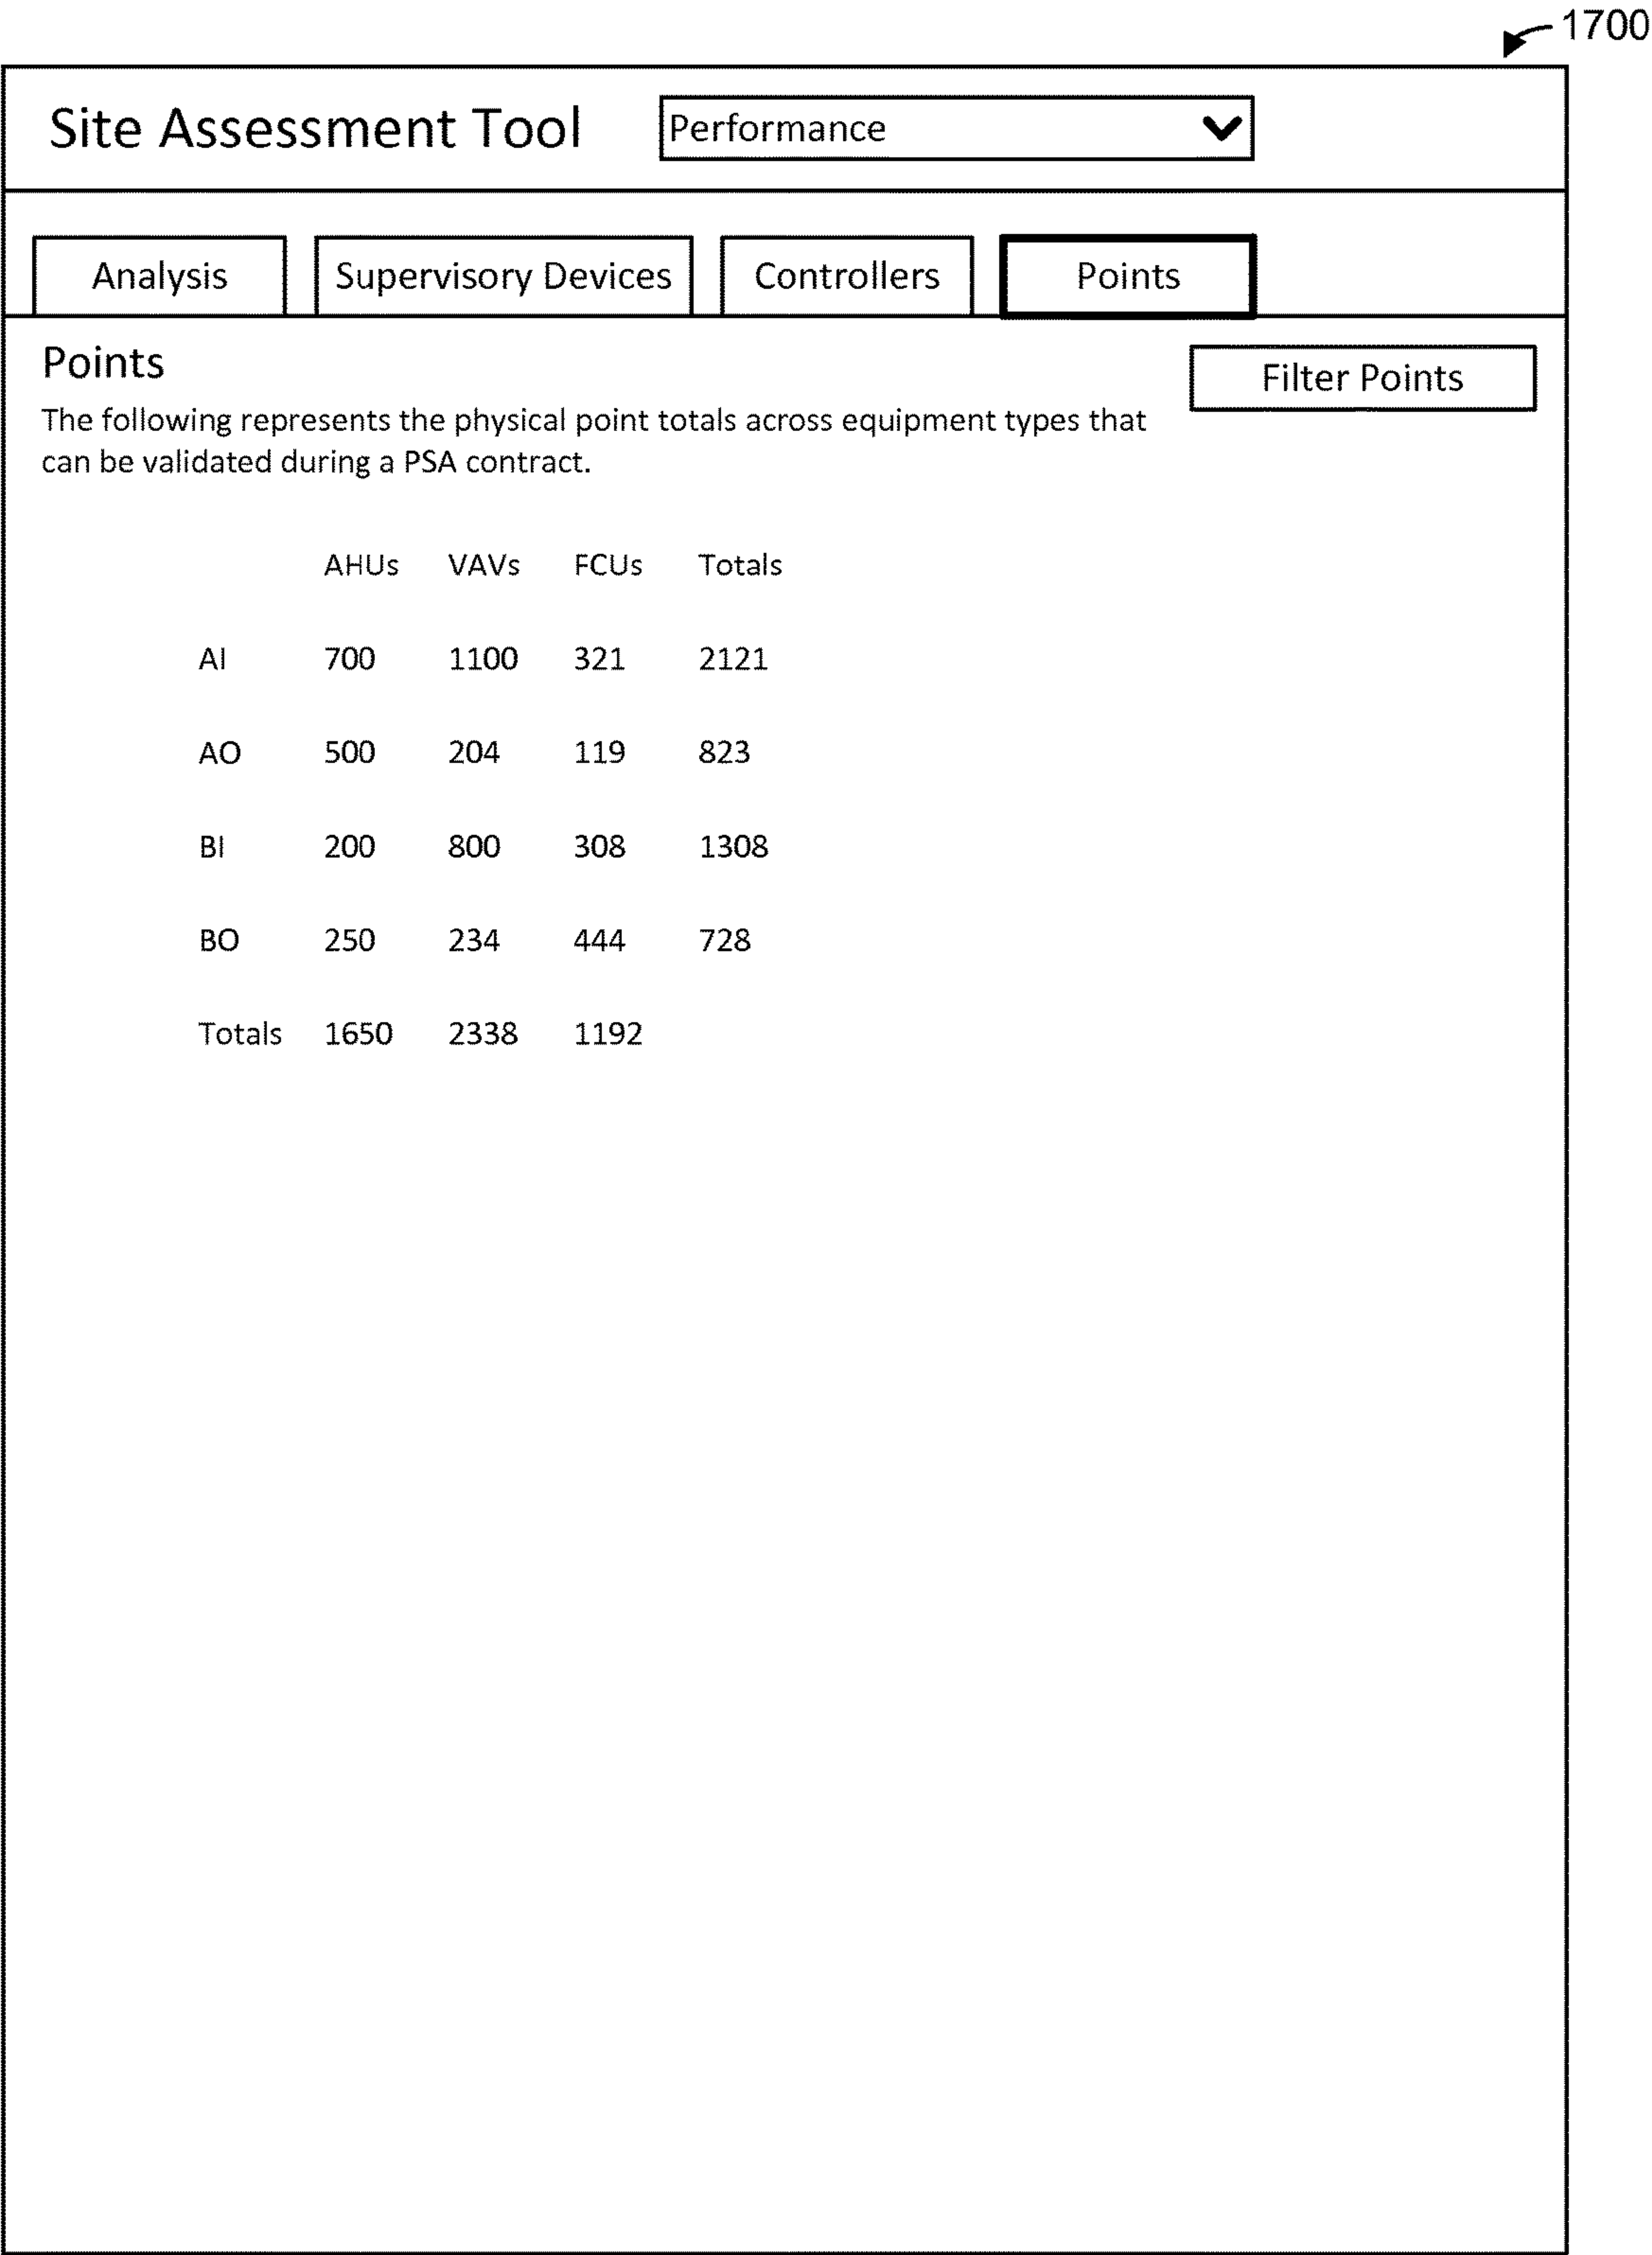 1700
Site Assessment Tool Performance
Analysis Supervisory Devices Controllers Points
Points
Filter Points
The following represents the physical point totals across equipment types that
can be validated during a PSA contract.
AHUs VAVs FCUs Totals
AI 700 1100 321 2121
AO 500 204 119 823
BI 200 800 308 1308
BO 250 234 444 728
Totals 1650 2338 1192